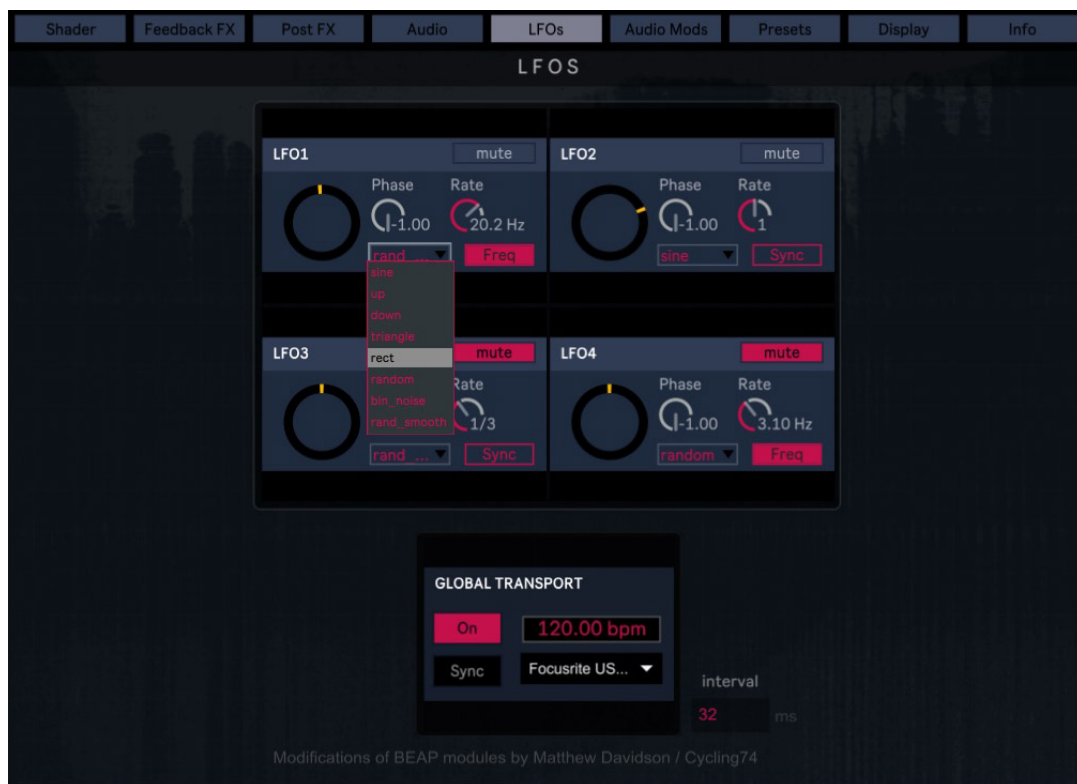 Shader Feedback FX Post FX Audio LFOs Audio Mods Presets Display Info
LFOS
LFO1 mute LFO2 mute
Phase Rate Phase Rate
-1.00 20.2 Hz -1.00 1
rand_... Freq sine Sync
sine
up
down
triangle
rect
random
bin_noise
rand_smooth
LFO3 mute LFO4 mute
Rate Phase Rate
1/3 -1.00 3.10 Hz
rand_... Sync random Freq
GLOBAL TRANSPORT
On 120.00 bpm
Sync Focusrite US...
interval
32 ms
Modifications of BEAP modules by Matthew Davidson / Cycling74